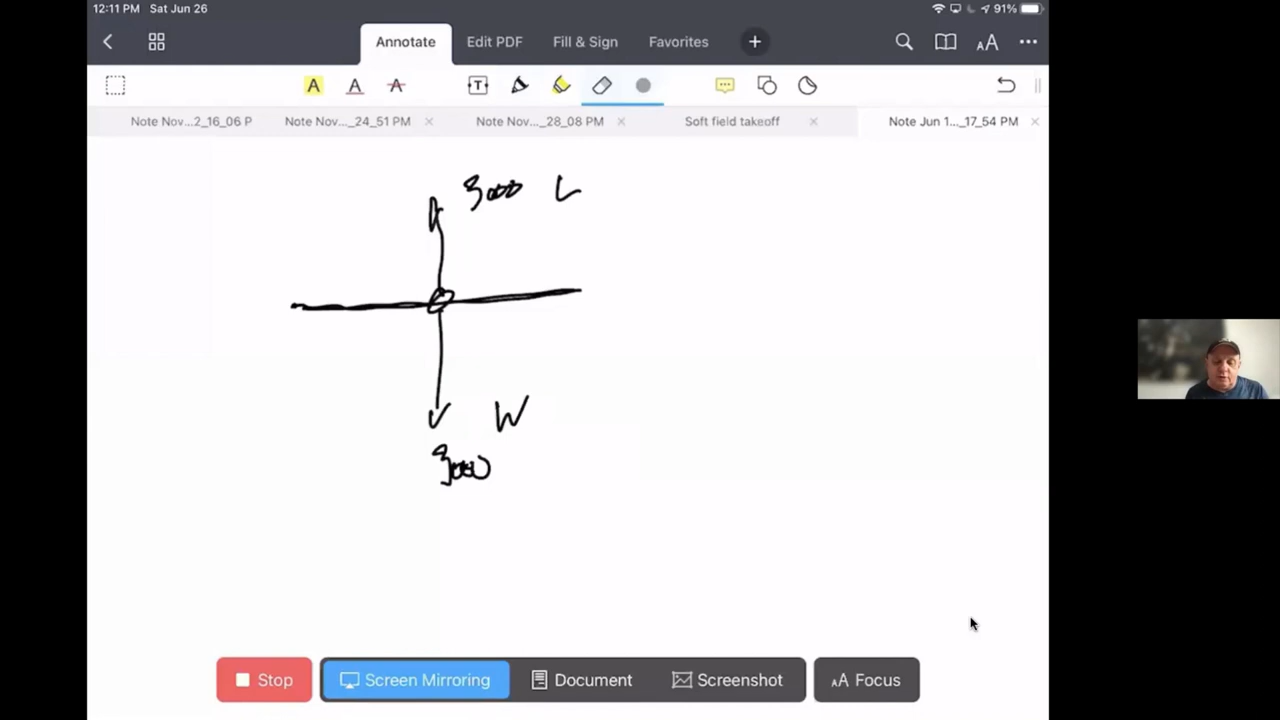 12:11 PM Sat Jun 26
91%
Annotate Edit PDF Fill & Sign Favorites
A A A T
Note Nov...2_16_06 P Note Nov..._24_51 PM Note Nov..._28_08 PM Soft field takeoff Note Jun 1..._17_54 PM
3000 L
W
3000
Stop Screen Mirroring Document Screenshot AA Focus